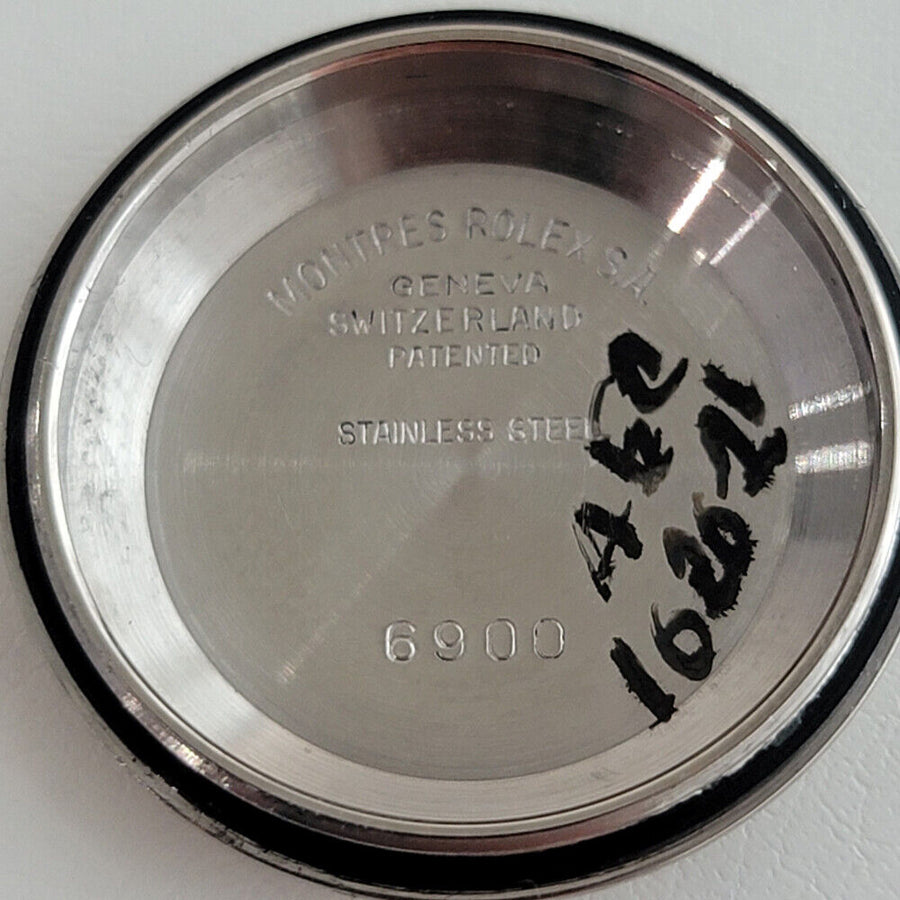 MONTRES ROLEX S.A.
GENEVA
SWITZERLAND
PATENTED
STAINLESS STEEL
6900